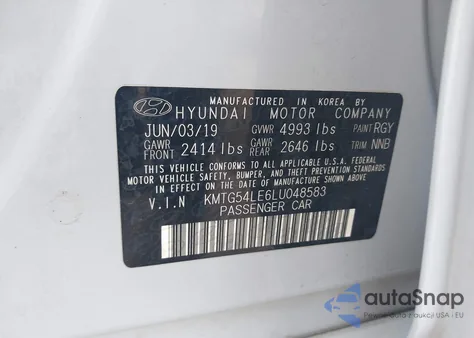 MANUFACTURED IN KOREA BY
HYUNDAI MOTOR COMPANY
JUN/03/19 GVWR 4993 lbs PAINT RGY
GAWR FRONT 2414 lbs GAWR REAR 2646 lbs TRIM NNB
THIS VEHICLE CONFORMS TO ALL APPLICABLE U.S.A. FEDERAL
MOTOR VEHICLE SAFETY, BUMPER, AND THEFT PREVENTION STANDARDS
IN EFFECT ON THE DATE OF MANUFACTURE SHOWN ABOVE.
V.I.N KMTG54LE6LU048583
PASSENGER CAR
autoSnap
USA i EU